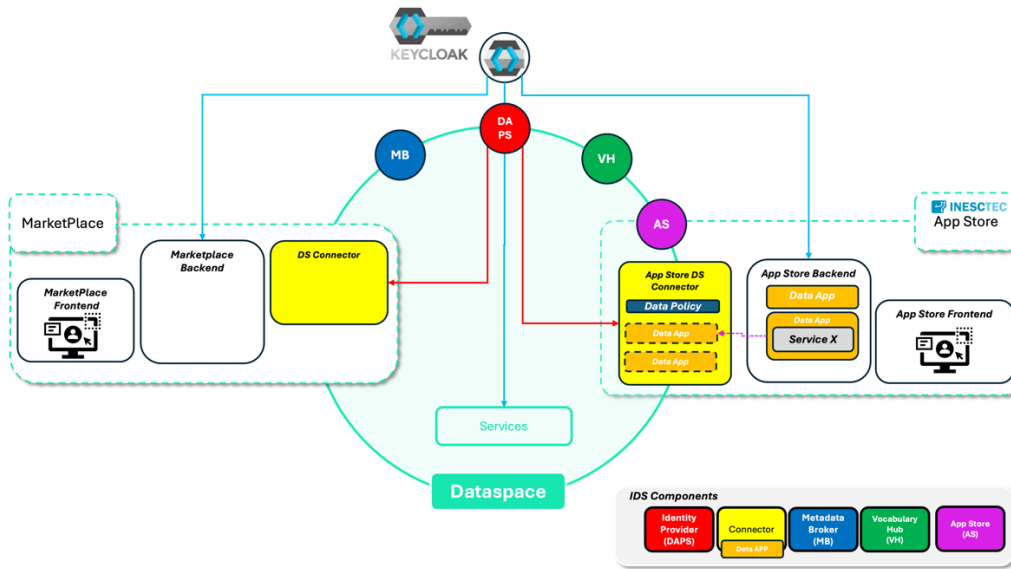 KEYCLOAK
DA
PS
MB
VH
AS
MarketPlace
INESCTEC
App Store
Marketplace
Backend
DS Connector
MarketPlace
Frontend
App Store DS
Connector
Data Policy
Data App
Data App
App Store Backend
Data App
Data App
Service X
App Store Frontend
Services
Dataspace
IDS Components
Identity
Provider
(DAPS)
Connector
Data APP
Metadata
Broker
(MB)
Vocabulary
Hub
(VH)
App Store
(AS)